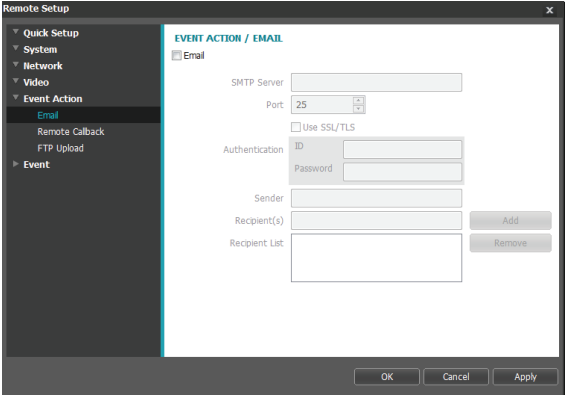 Remote Setup
x
Quick Setup
System
Network
Video
Event Action
Email
Remote Callback
FTP Upload
Event
EVENT ACTION / EMAIL
Email
SMTP Server
Port 25
Use SSL/TLS
Authentication ID
Password
Sender
Recipient(s) Add
Recipient List Remove
OK Cancel Apply